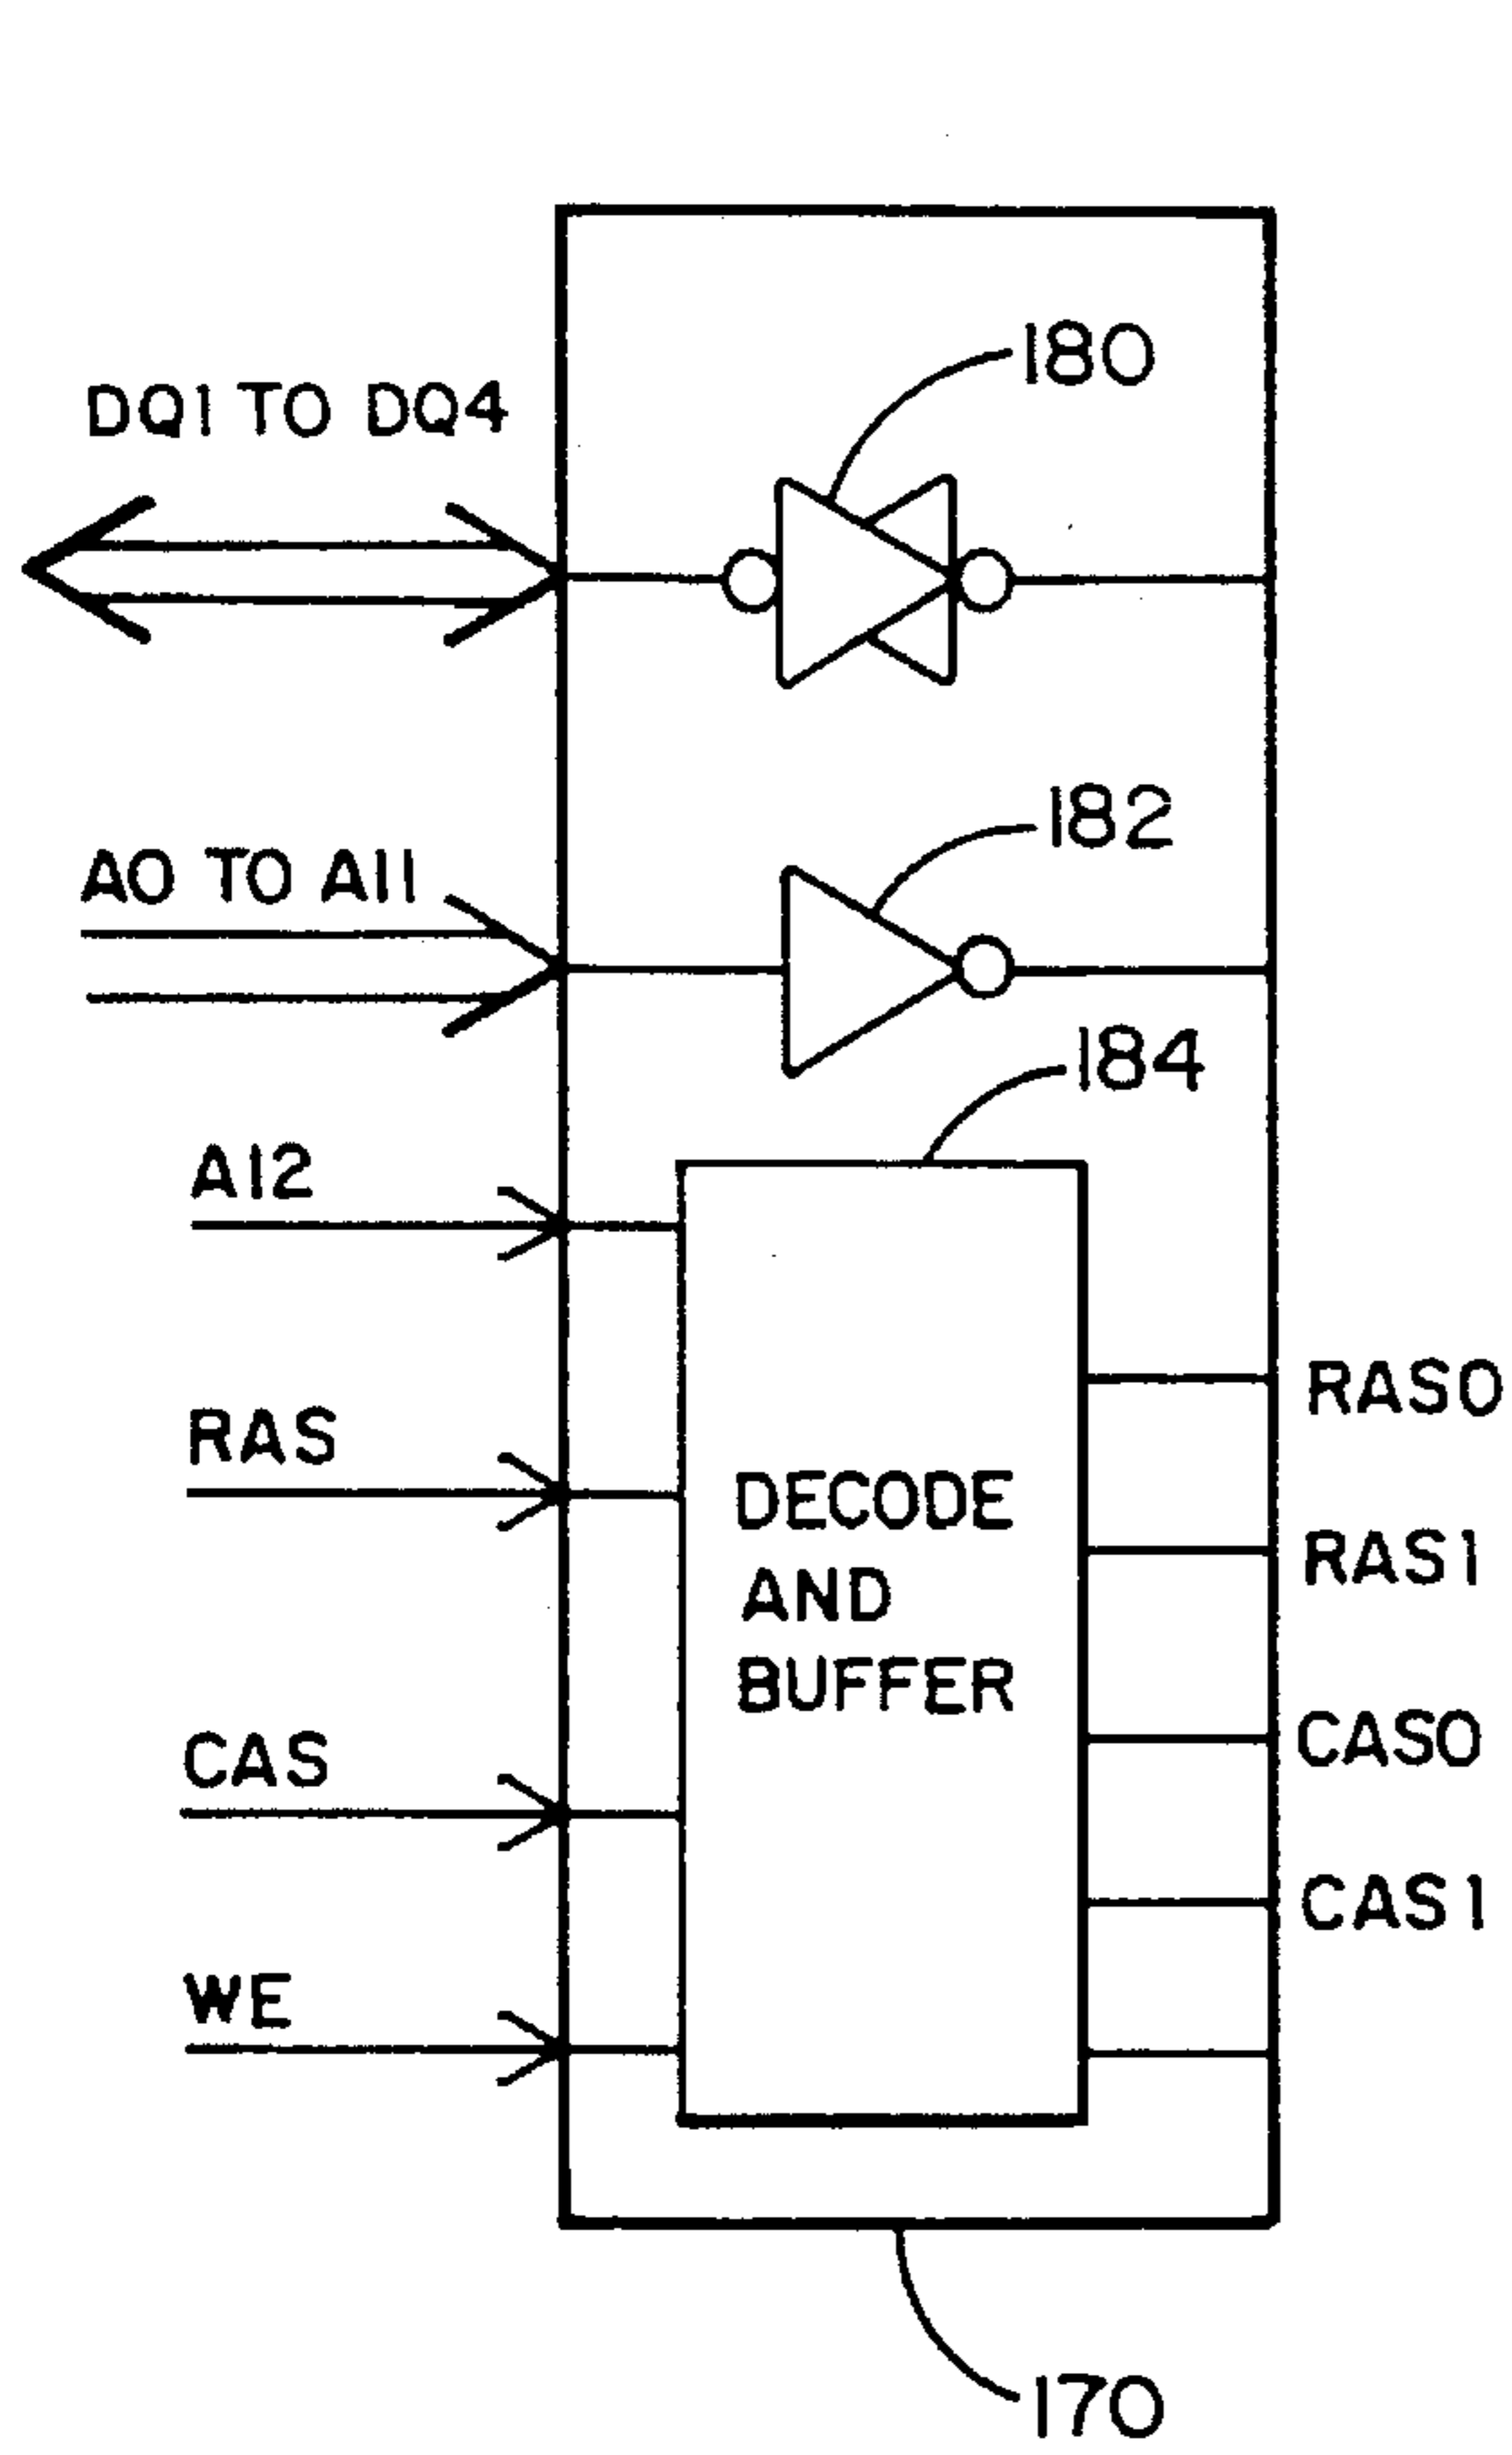 180
DQ1 TO DQ4
182
A0 TO A11
184
A12
RAS0
RAS
DECODE
RAS1
AND
BUFFER
CAS0
CAS
CAS1
WE
170